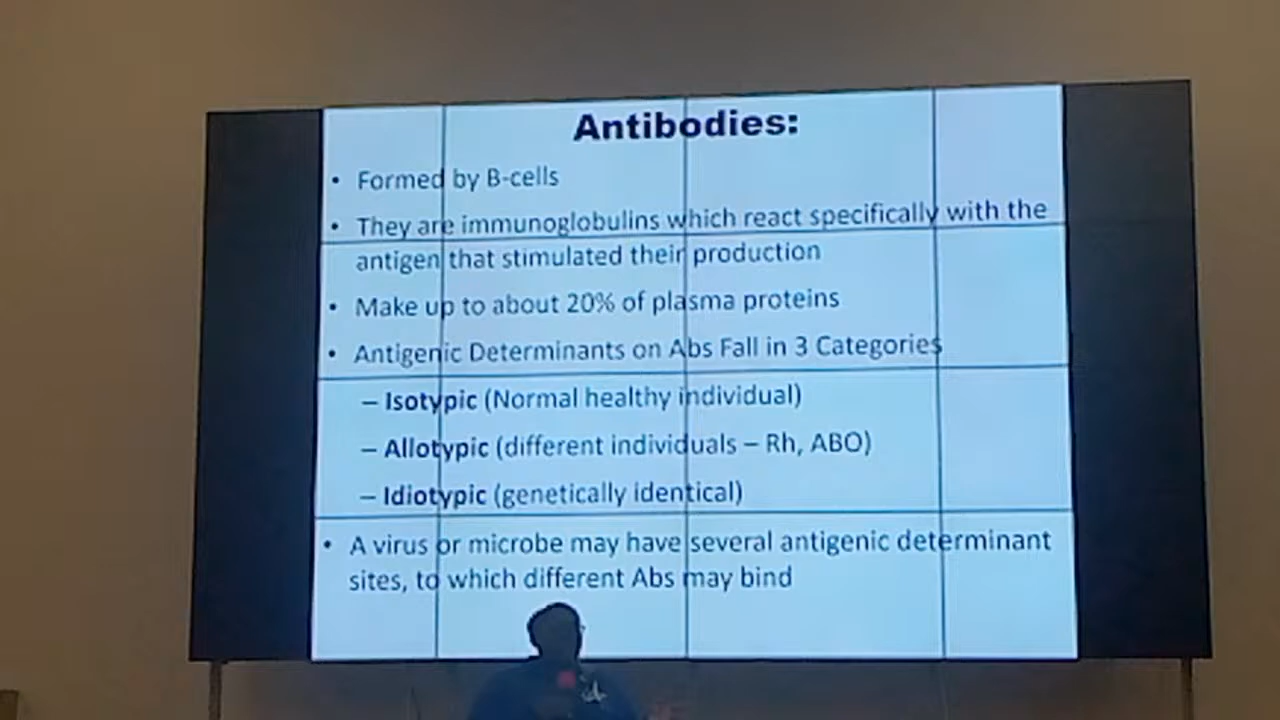 Antibodies:
• Formed by B-cells
• They are immunoglobulins which react specifically with the
antigen that stimulated their production
• Make up to about 20% of plasma proteins
• Antigenic Determinants on Abs Fall in 3 Categories
– Isotypic (Normal healthy individual)
– Allotypic (different individuals – Rh, ABO)
– Idiotypic (genetically identical)
• A virus or microbe may have several antigenic determinant
sites, to which different Abs may bind